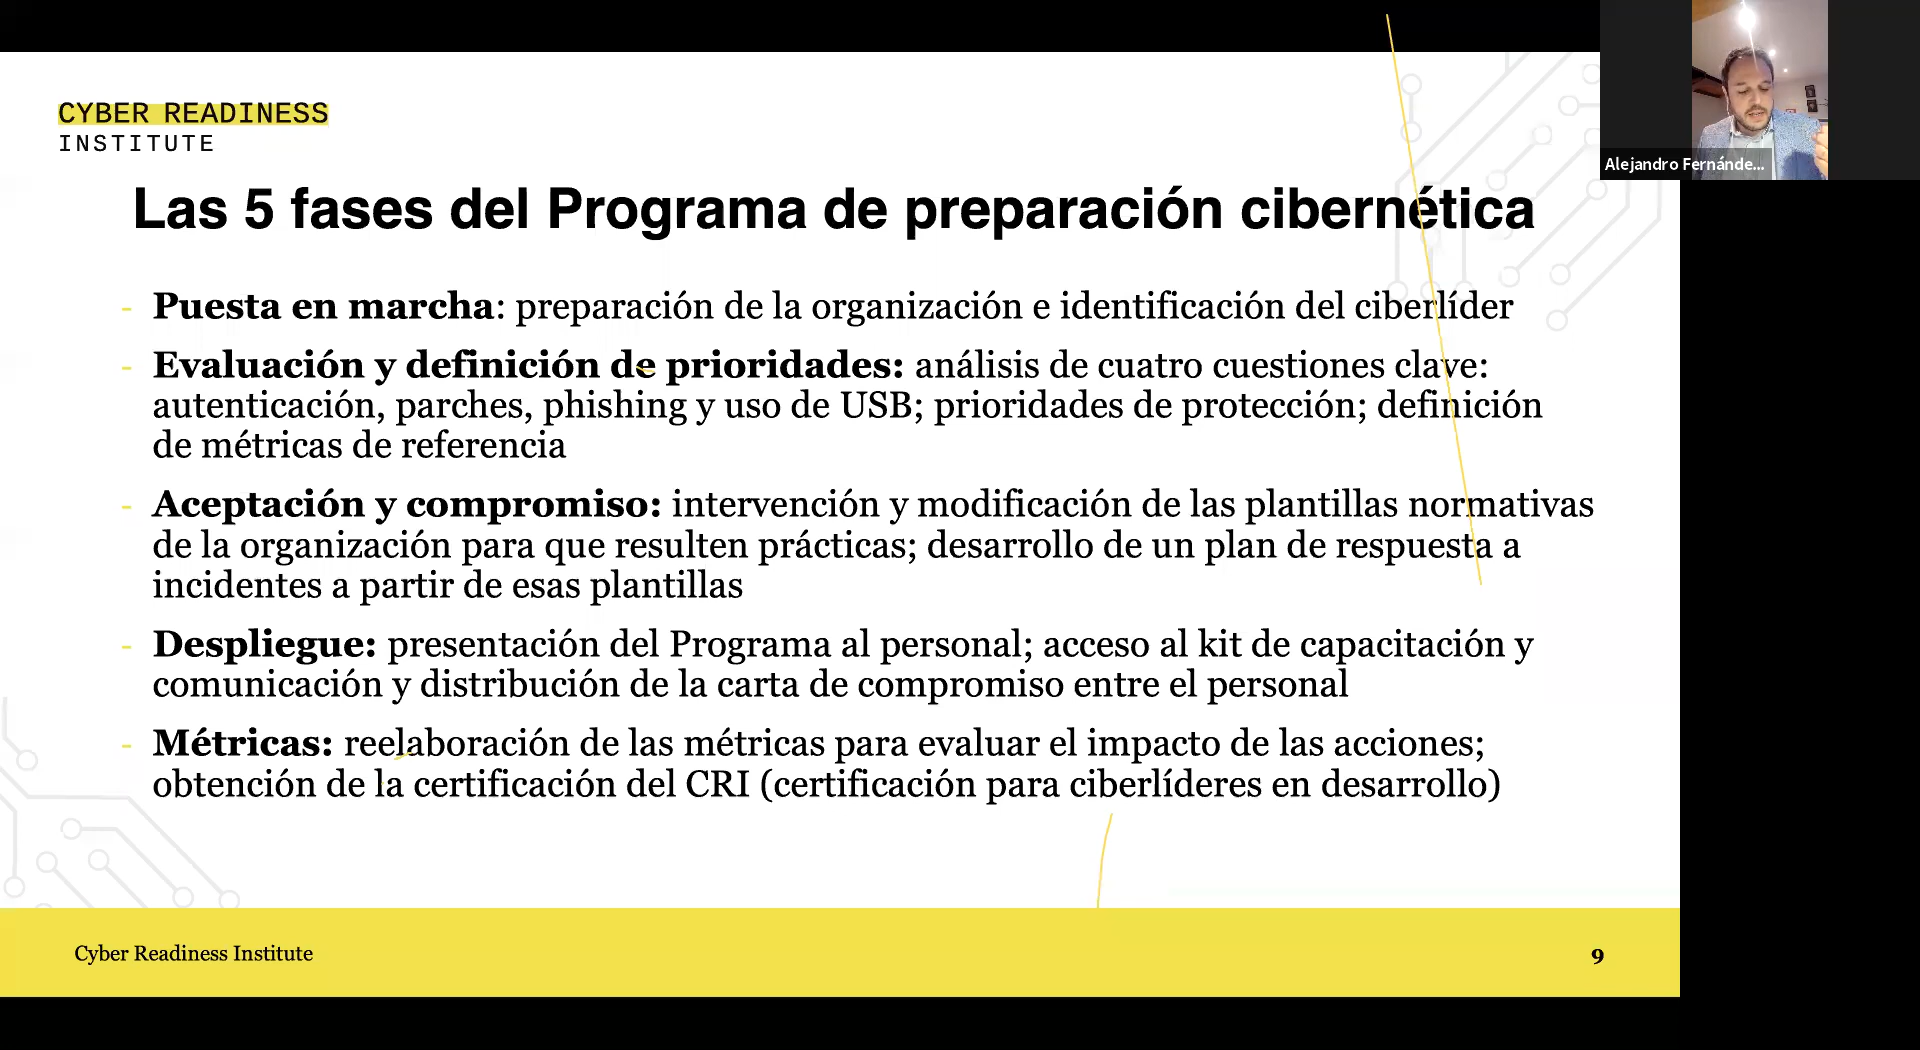 CYBER READINESS
INSTITUTE
Alejandro Fernánde...
Las 5 fases del Programa de preparación cibernética
- Puesta en marcha: preparación de la organización e identificación del ciberlíder
- Evaluación y definición de prioridades: análisis de cuatro cuestiones clave:
autenticación, parches, phishing y uso de USB; prioridades de protección; definición
de métricas de referencia
- Aceptación y compromiso: intervención y modificación de las plantillas normativas
de la organización para que resulten prácticas; desarrollo de un plan de respuesta a
incidentes a partir de esas plantillas
- Despliegue: presentación del Programa al personal; acceso al kit de capacitación y
comunicación y distribución de la carta de compromiso entre el personal
- Métricas: reelaboración de las métricas para evaluar el impacto de las acciones;
obtención de la certificación del CRI (certificación para ciberlíderes en desarrollo)
Cyber Readiness Institute
9